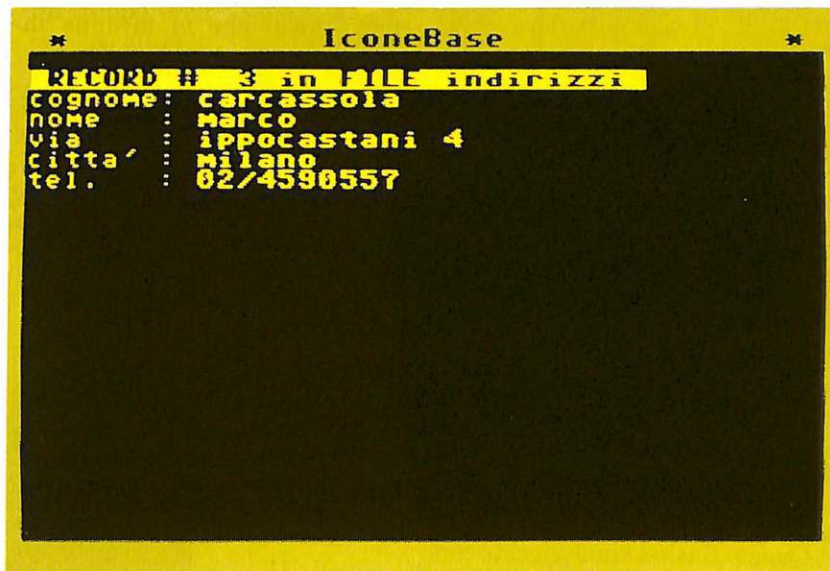 * IconeBase *
RECORD # 3 in FILE indirizzi
cognome: carcassola
nome : marco
via : ippocastani 4
citta' : milano
tel. : 02/4590557